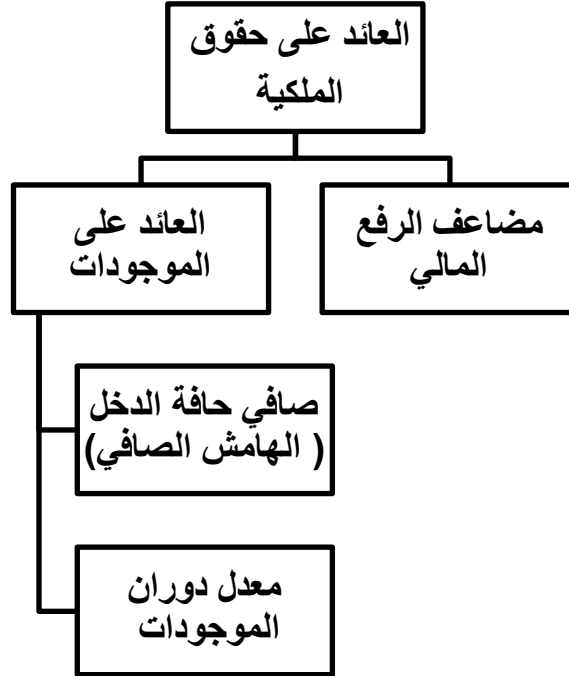 العائد على حقوق
الملكية
مضاعف الرفع
المالي
العائد على
الموجودات
صافي حافة الدخل
( الهامش الصافي)
معدل دوران
الموجودات